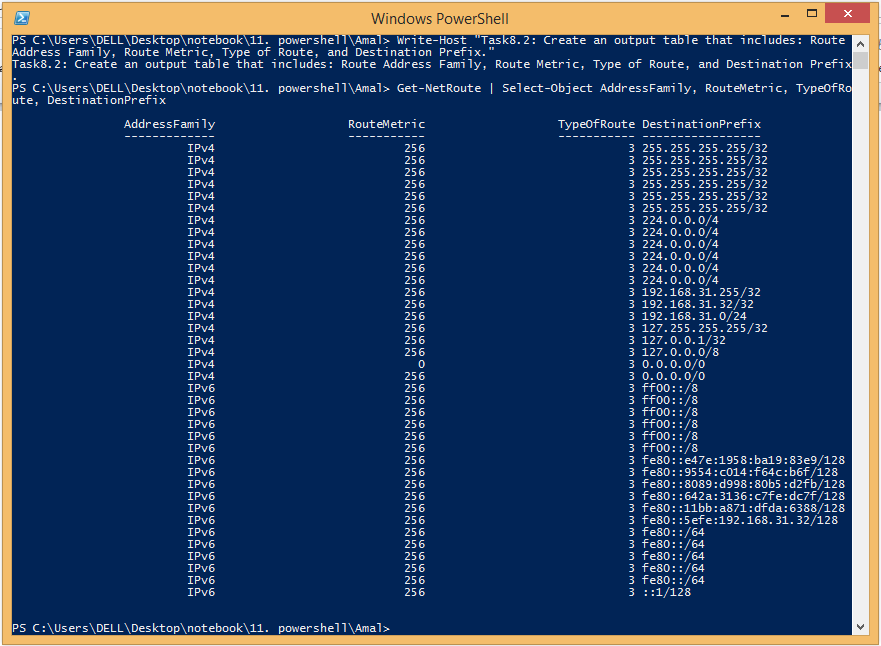 Windows PowerShell
PS C:\Users\DELL\Desktop\notebook\11. powershell\Amal> Write-Host "Task8.2: Create an output table that includes: Route
Address Family, Route Metric, Type of Route, and Destination Prefix."
Task8.2: Create an output table that includes: Route Address Family, Route Metric, Type of Route, and Destination Prefix
.
PS C:\Users\DELL\Desktop\notebook\11. powershell\Amal> Get-NetRoute | Select-Object AddressFamily, RouteMetric, TypeOfRo
ute, DestinationPrefix
AddressFamily RouteMetric TypeOfRoute DestinationPrefix
------------- ----------- ----------- -----------------
IPv4 256 3 255.255.255.255/32
IPv4 256 3 255.255.255.255/32
IPv4 256 3 255.255.255.255/32
IPv4 256 3 255.255.255.255/32
IPv4 256 3 255.255.255.255/32
IPv4 256 3 255.255.255.255/32
IPv4 256 3 224.0.0.0/4
IPv4 256 3 224.0.0.0/4
IPv4 256 3 224.0.0.0/4
IPv4 256 3 224.0.0.0/4
IPv4 256 3 224.0.0.0/4
IPv4 256 3 224.0.0.0/4
IPv4 256 3 192.168.31.255/32
IPv4 256 3 192.168.31.32/32
IPv4 256 3 192.168.31.0/24
IPv4 256 3 127.255.255.255/32
IPv4 256 3 127.0.0.1/32
IPv4 256 3 127.0.0.0/8
IPv4 0 3 0.0.0.0/0
IPv4 256 3 0.0.0.0/0
IPv6 256 3 ff00::/8
IPv6 256 3 ff00::/8
IPv6 256 3 ff00::/8
IPv6 256 3 ff00::/8
IPv6 256 3 ff00::/8
IPv6 256 3 ff00::/8
IPv6 256 3 fe80::e47e:1958:ba19:83e9/128
IPv6 256 3 fe80::9554:c014:f64c:b6f/128
IPv6 256 3 fe80::8089:d998:80b5:d2fb/128
IPv6 256 3 fe80::642a:3136:c7fe:dc7f/128
IPv6 256 3 fe80::11bb:a871:dfda:6388/128
IPv6 256 3 fe80::5efe:192.168.31.32/128
IPv6 256 3 fe80::/64
IPv6 256 3 fe80::/64
IPv6 256 3 fe80::/64
IPv6 256 3 fe80::/64
IPv6 256 3 fe80::/64
IPv6 256 3 ::1/128
PS C:\Users\DELL\Desktop\notebook\11. powershell\Amal>